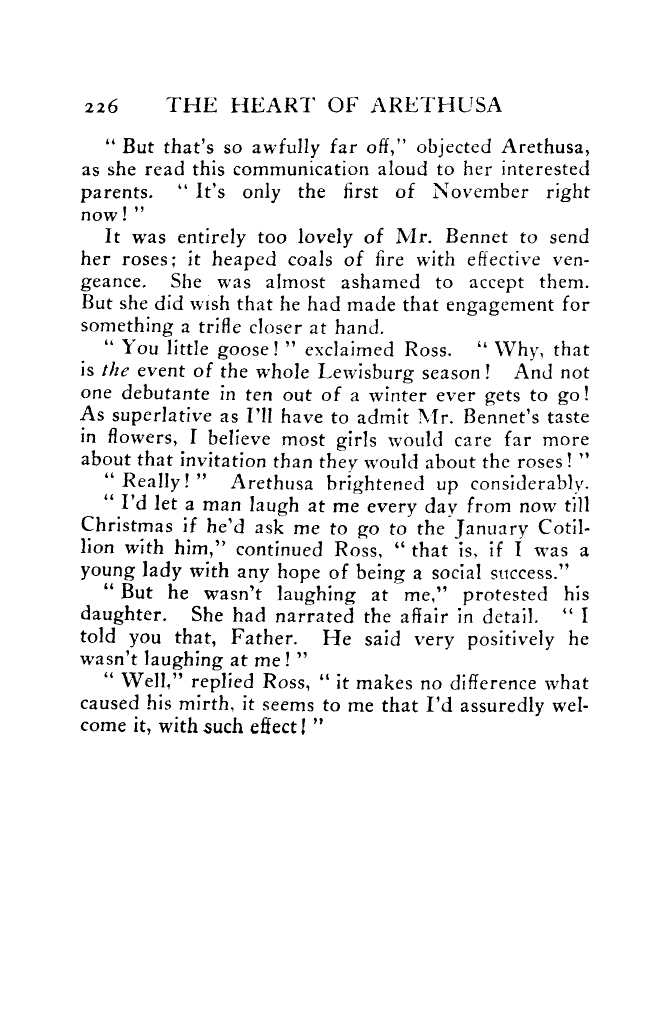 226 THE HEART OF ARETHUSA
“ But that's so awfully far off,” objected Arethusa,
as she read this communication aloud to her interested
parents. “ It's only the first of November right
now ! ”
It was entirely too lovely of Mr. Bennet to send
her roses; it heaped coals of fire with effective ven-
geance. She was almost ashamed to accept them.
But she did wish that he had made that engagement for
something a trifle closer at hand.
“ You little goose ! ” exclaimed Ross. “ Why, that
is the event of the whole Lewisburg season ! And not
one debutante in ten out of a winter ever gets to go !
As superlative as I'll have to admit Mr. Bennet's taste
in flowers, I believe most girls would care far more
about that invitation than they would about the roses ! ”
“ Really ! ” Arethusa brightened up considerably.
“ I'd let a man laugh at me every day from now till
Christmas if he'd ask me to go to the January Cotil-
lion with him,” continued Ross, “ that is, if I was a
young lady with any hope of being a social success.”
“ But he wasn't laughing at me,” protested his
daughter. She had narrated the affair in detail. “ I
told you that, Father. He said very positively he
wasn't laughing at me ! ”
“ Well,” replied Ross, “ it makes no difference what
caused his mirth, it seems to me that I'd assuredly wel-
come it, with such effect ! ”